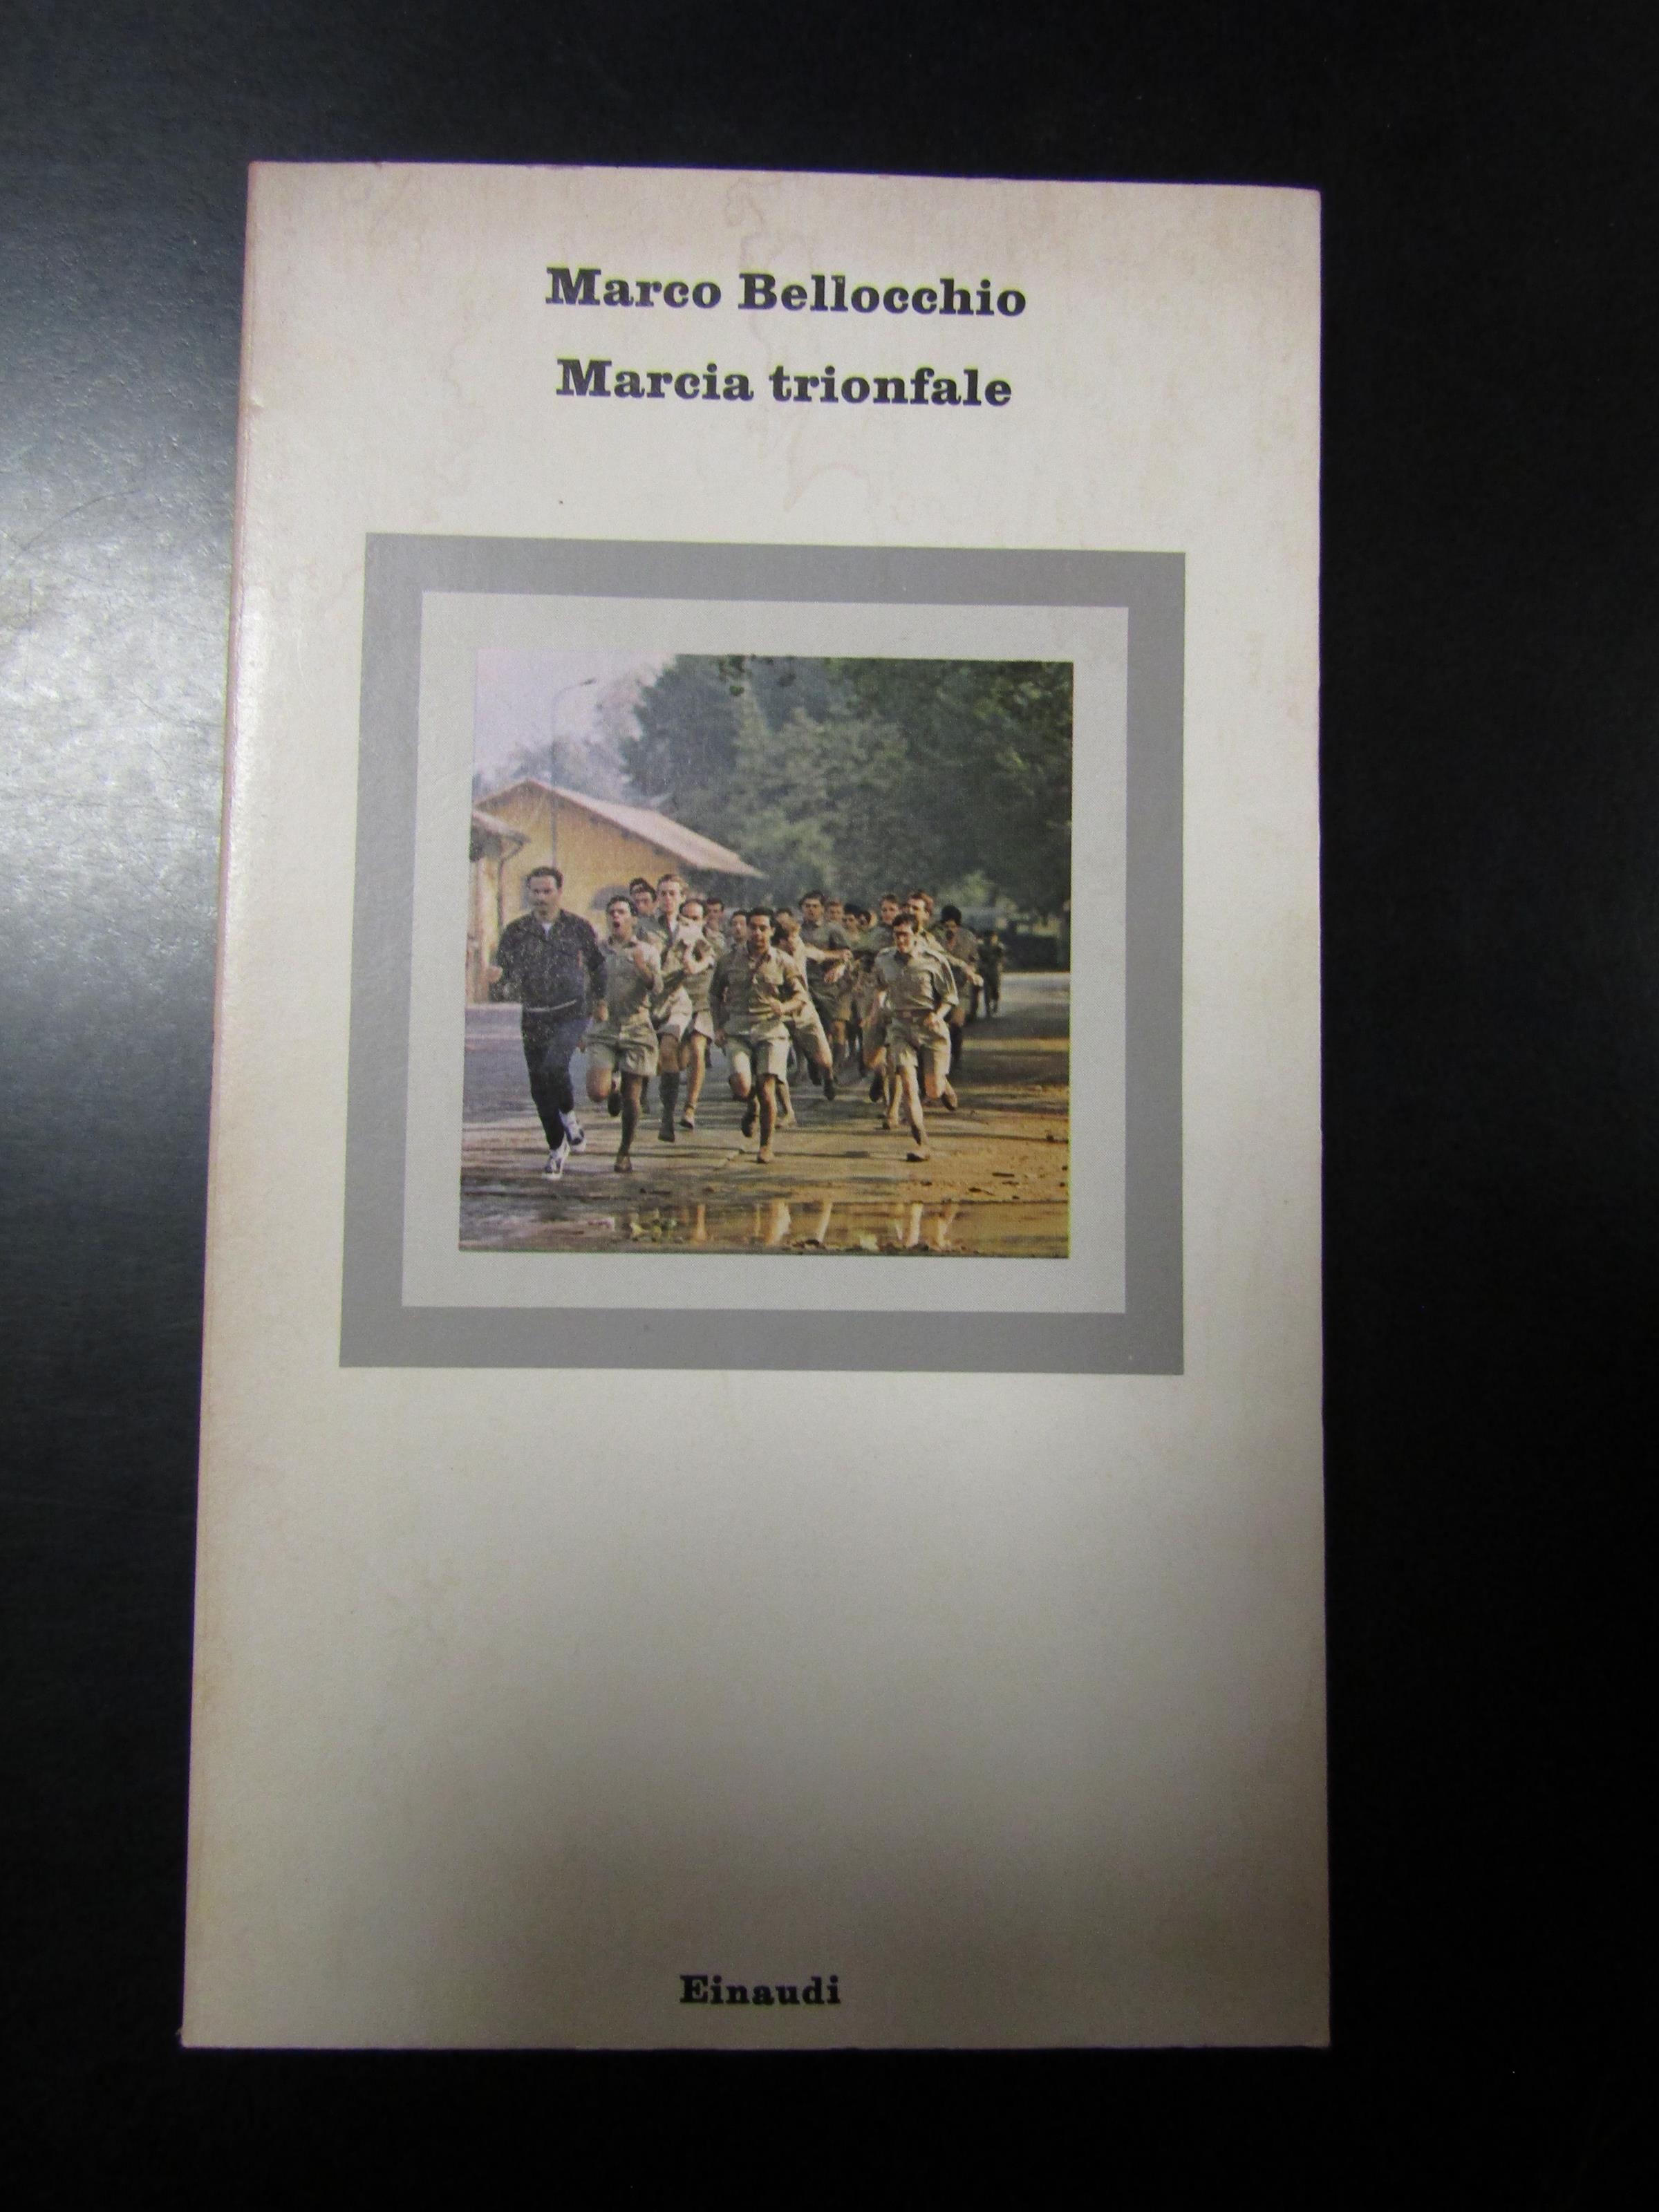 Marco Bellocchio
Marcia trionfale
Einaudi